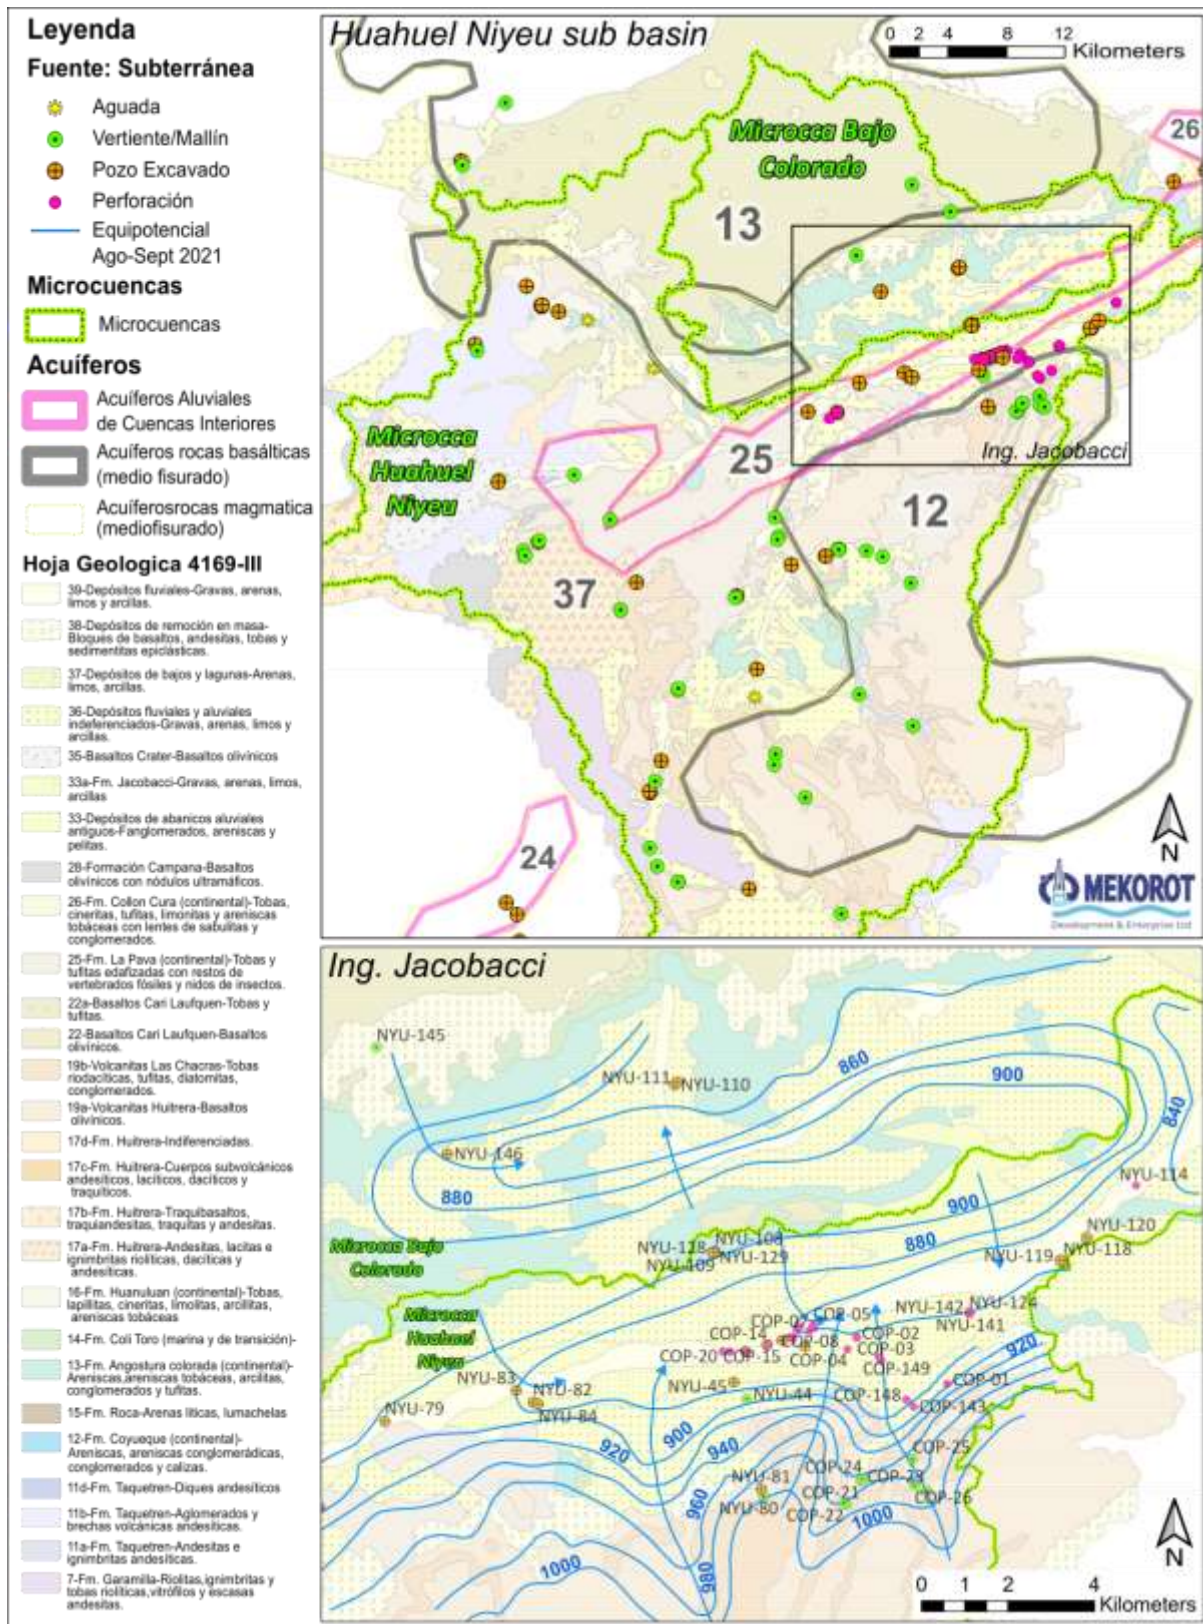 Leyenda
Fuente: Subterránea
Aguada
Vertiente/Mallín
Pozo Excavado
Perforación
Equipotencial
Ago-Sept 2021
Microcuencas
Microcuencas
Acuíferos
Acuíferos Aluviales
de Cuencas Interiores
Acuíferos rocas basálticas
(medio fisurado)
Acuíferosrocas magmatica
(mediofisurado)
Hoja Geologica 4169-III
39-Depósitos fluviales-Gravas, arenas,
limos y arcillas.
38-Depósitos de remoción en masa-
Bloques de basaltos, andesitas, tobas y
sedimentitas epiclásticas.
37-Depósitos de bajos y lagunas-Arenas,
limos, arcillas.
36-Depósitos fluviales y aluviales
indeferenciados-Gravas, arenas, limos y
arcillas.
35-Basaltos Crater-Basaltos olivínicos
33a-Fm. Jacobacci-Gravas, arenas, limos,
arcillas
33-Depósitos de abanicos aluviales
antiguos-Fanglomerados, areniscas y
pelitas.
28-Formación Campana-Basaltos
olivínicos con nódulos ultramáficos.
26-Fm. Collon Cura (continental)-Tobas,
cineritas, tufitas, limonitas y areniscas
tobáceas con lentes de sabulitas y
conglomerados.
25-Fm. La Pava (continental)-Tobas y
tufitas edafizadas con restos de
vertebrados fósiles y nidos de insectos.
22a-Basaltos Cari Laufquen-Tobas y
tufitas.
22-Basaltos Cari Laufquen-Basaltos
olivínicos.
19b-Volcanitas Las Chacras-Tobas
riodacíticas, tufitas, diatomitas,
conglomerados.
19a-Volcanitas Huitrera-Basaltos
olivínicos.
17d-Fm. Huitrera-Indiferenciadas.
17c-Fm. Huitrera-Cuerpos subvolcánicos
andesíticos, lacíticos, dacíticos y
traquíticos.
17b-Fm. Huitrera-Traquibasaltos,
traquiandesitas, traquitas y andesitas.
17a-Fm. Huitrera-Andesitas, lacitas e
ignimbritas riolíticas, dacíticas y
andesíticas.
16-Fm. Huanuluan (continental)-Tobas,
lapillitas, cineritas, limolitas, arcillitas,
areniscas tobáceas
14-Fm. Coli Toro (marina y de transición)-
13-Fm. Angostura colorada (continental)-
Areniscas,areniscas tobáceas, arcilitas,
conglomerados y tufitas.
15-Fm. Roca-Arenas líticas, lumachelas
12-Fm. Coyueque (continental)-
Areniscas, areniscas conglomerádicas,
conglomerados y calizas.
11d-Fm. Taquetren-Diques andesíticos
11b-Fm. Taquetren-Aglomerados y
brechas volcánicas andesíticas.
11a-Fm. Taquetren-Andesitas e
ignimbritas andesíticas.
7-Fm. Garamilla-Riolitas,ignimbritas y
tobas riolíticas,vitrófilos y escasas
andesitas.
Huahuel Niyeu sub basin
0 2 4 8 12
Kilometers
26
Microcca Bajo
Colorado
13
Ing. Jacobacci
Microcca
Huahuel
Niyeu
25
12
37
24
N
MEKOROT
Development & Enterprise Ltd
Ing. Jacobacci
NYU-145
860
NYU-111
NYU-110
900
840
NYU-146
880
NYU-114
900
880
NYU-120
NYU-128
NYU-108
NYU-109
NYU-129
NYU-119
NYU-118
Microcca Bajo
Colorado
Microcca
Huahuel
Niyeu
COP-05
NYU-142
NYU-124
NYU-141
COP-14
COP-08
COP-02
COP-03
COP-20
COP-15
COP-04
COP-149
920
NYU-83
NYU-82
NYU-45
NYU-44
COP-148
COP-01
COP-143
NYU-79
NYU-84
920
900
940
COP-25
NYU-81
COP-24
COP-23
960
NYU-80
COP-21
COP-22
COP-26
1000
1000
980
N
0 1 2 4
Kilometers